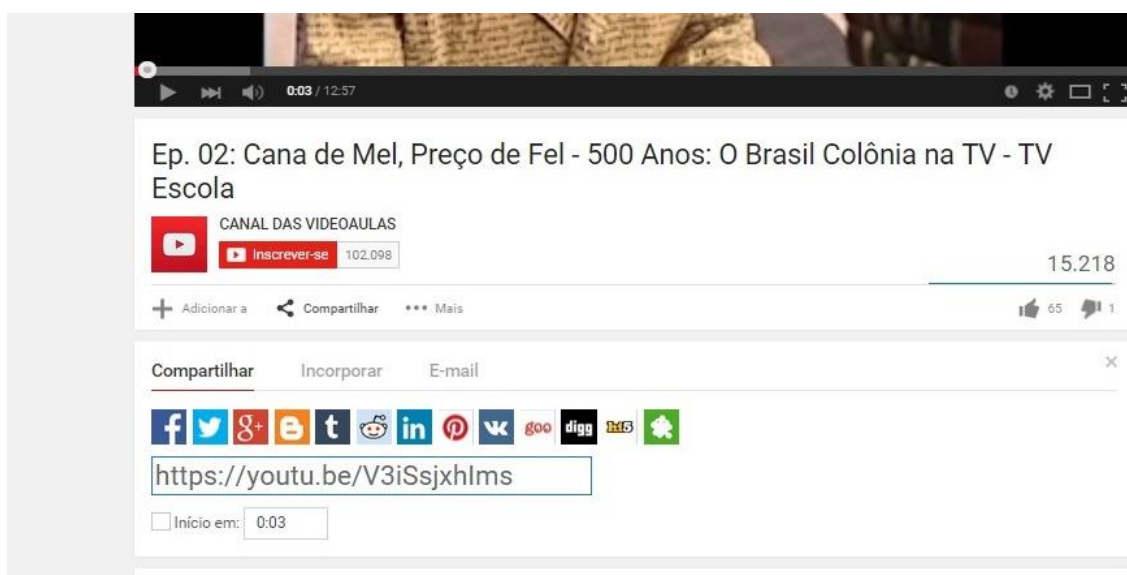 0:03 / 12:57
Ep. 02: Cana de Mel, Preço de Fel - 500 Anos: O Brasil Colônia na TV - TV
Escola
CANAL DAS VIDEOAULAS
Inscrever-se 102.098
15.218
Adicionar a Compartilhar Mais 65 1
Compartilhar Incorporar E-mail
f g+ B t in P goo digg
https://youtu.be/V3iSsjxhIms
Início em: 0:03